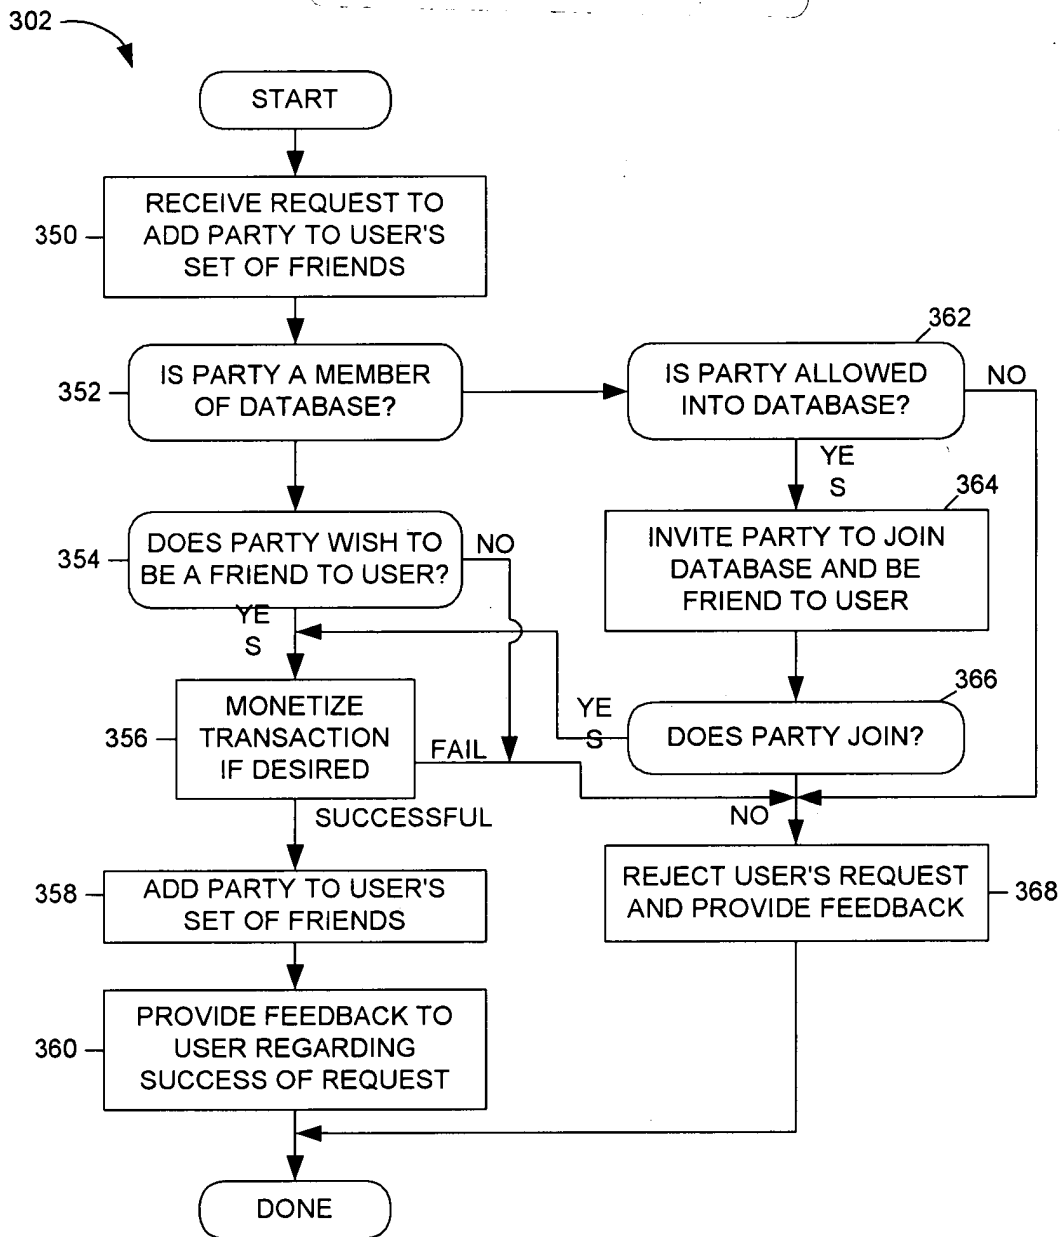 302
START
350
RECEIVE REQUEST TO
ADD PARTY TO USER'S
SET OF FRIENDS
352
IS PARTY A MEMBER
OF DATABASE?
362
IS PARTY ALLOWED
INTO DATABASE?
NO
YE
S
354
DOES PARTY WISH TO
BE A FRIEND TO USER?
NO
YE
S
364
INVITE PARTY TO JOIN
DATABASE AND BE
FRIEND TO USER
356
MONETIZE
TRANSACTION
IF DESIRED
FAIL
SUCCESSFUL
366
DOES PARTY JOIN?
YE
S
NO
358
ADD PARTY TO USER'S
SET OF FRIENDS
REJECT USER'S REQUEST
AND PROVIDE FEEDBACK
368
360
PROVIDE FEEDBACK TO
USER REGARDING
SUCCESS OF REQUEST
DONE